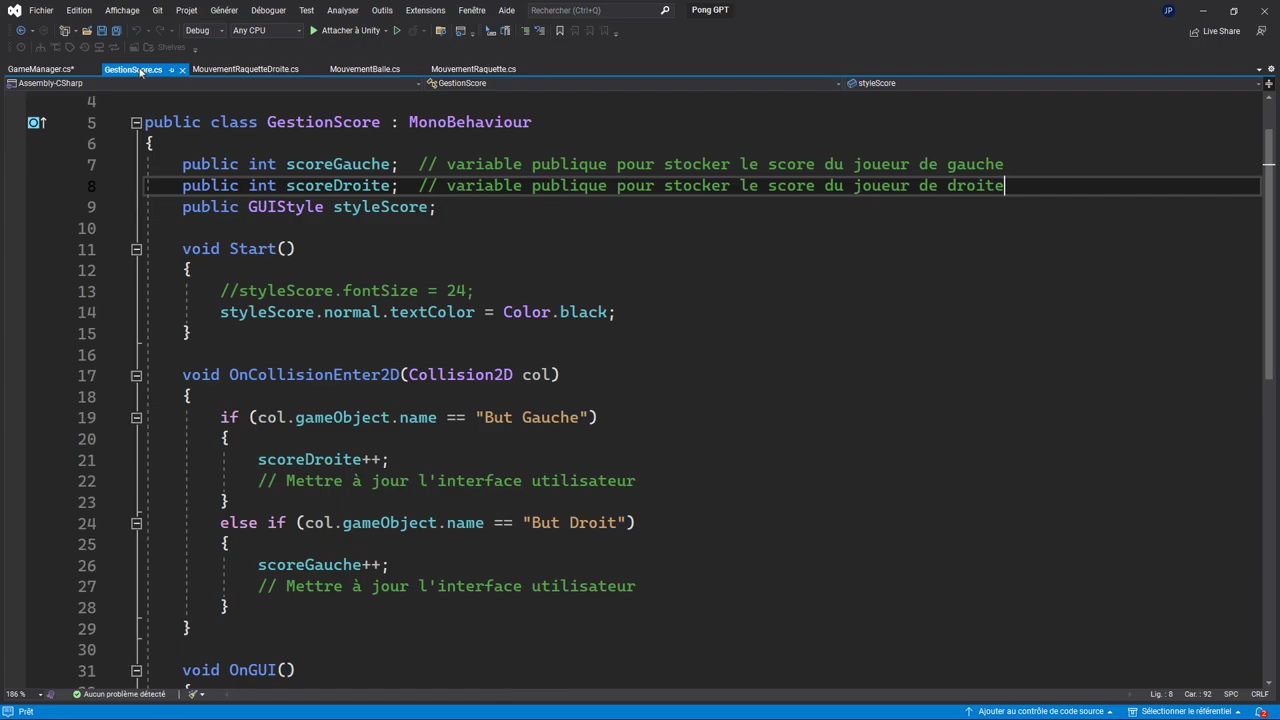 Fichier Edition Affichage Git Projet Générer Déboguer Test Analyser Outils Extensions Fenêtre Aide Rechercher (Ctrl+Q) Pong GPT JP
Debug Any CPU Attacher à Unity Live Share
Shelves
GameManager.cs* GestionScore.cs MouvementRaquetteDroite.cs MouvementBalle.cs MouvementRaquette.cs
Assembly-CSharp GestionScore styleScore
4
5 public class GestionScore : MonoBehaviour
6 {
7 public int scoreGauche; // variable publique pour stocker le score du joueur de gauche
8 public int scoreDroite; // variable publique pour stocker le score du joueur de droite
9 public GUIStyle styleScore;
10
11 void Start()
12 {
13 //styleScore.fontSize = 24;
14 styleScore.normal.textColor = Color.black;
15 }
16
17 void OnCollisionEnter2D(Collision2D col)
18 {
19 if (col.gameObject.name == "But Gauche")
20 {
21 scoreDroite++;
22 // Mettre à jour l'interface utilisateur
23 }
24 else if (col.gameObject.name == "But Droit")
25 {
26 scoreGauche++;
27 // Mettre à jour l'interface utilisateur
28 }
29 }
30
31 void OnGUI()
186 % Aucun problème détecté Lig. : 8 Car. : 92 SPC CRLF
Prêt Ajouter au contrôle de code source Sélectionner le référentiel 2